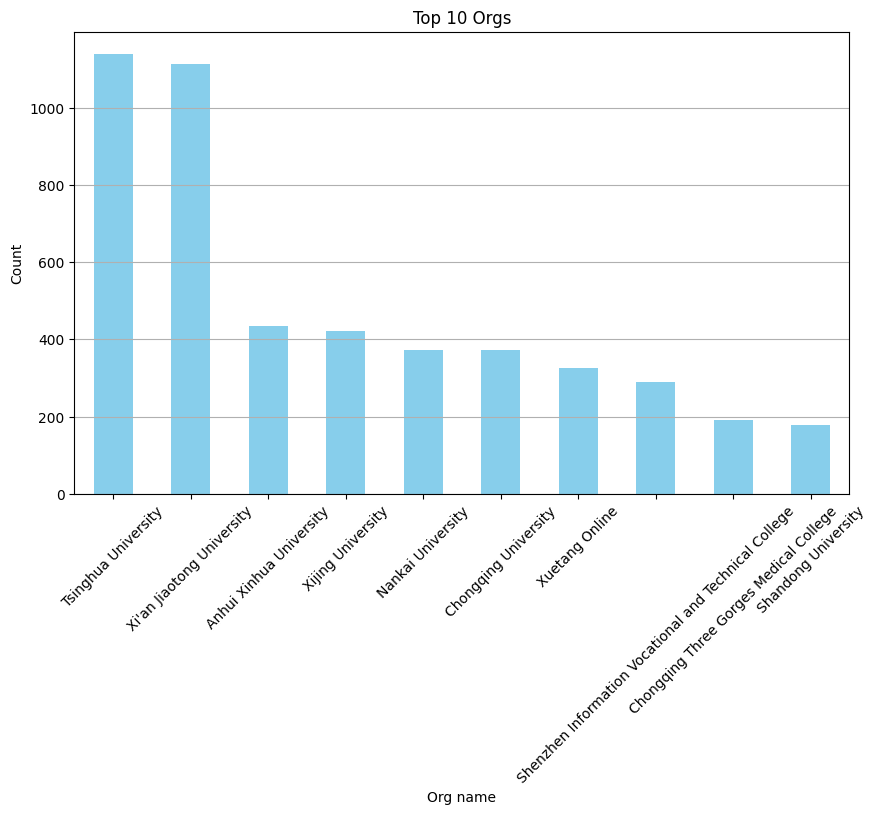 Top 10 Orgs
Count
1000
800
600
400
200
0
Tsinghua University
Xi'an Jiaotong University
Anhui Xinhua University
Xijing University
Nankai University
Chongqing University
Xuetang Online
Shenzhen Information Vocational and Technical College
Chongqing Three Gorges Medical College
Shandong University
Org name